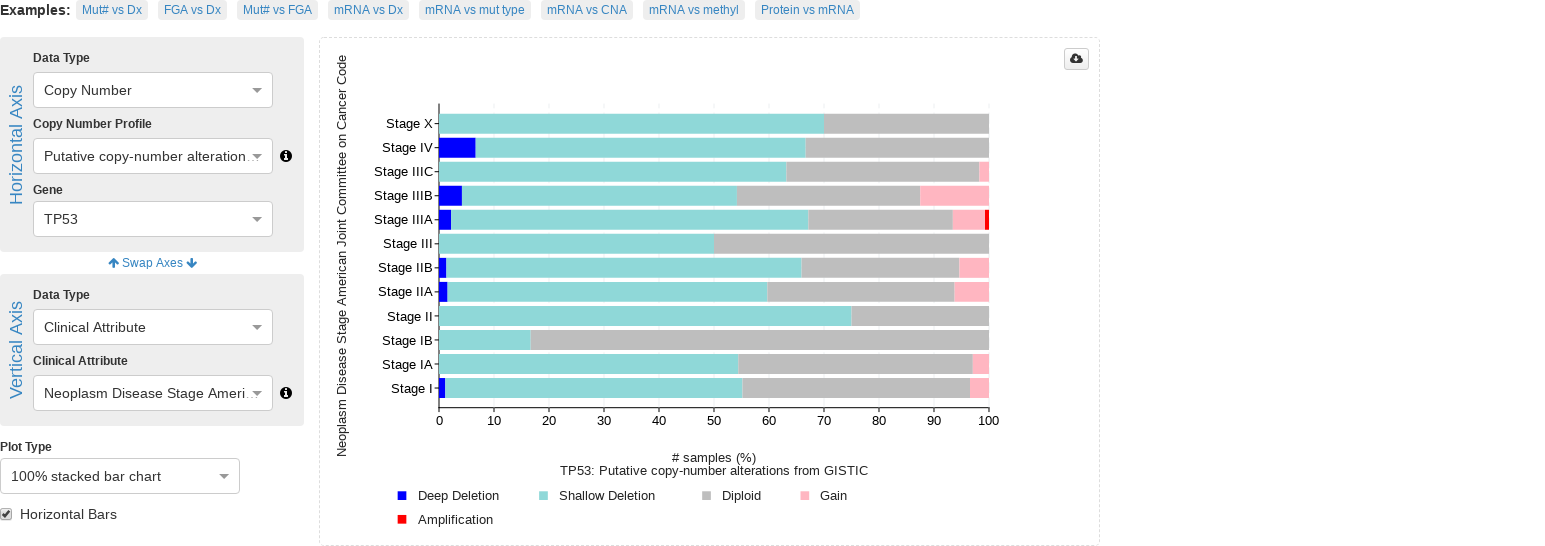 Examples: Mut# vs Dx FGA vs Dx Mut# vs FGA mRNA vs Dx mRNA vs mut type mRNA vs CNA mRNA vs methyl Protein vs mRNA
Horizontal Axis
Data Type
Copy Number
Copy Number Profile
Putative copy-number alteration...
Gene
TP53
Swap Axes
Vertical Axis
Data Type
Clinical Attribute
Clinical Attribute
Neoplasm Disease Stage Ameri...
Plot Type
100% stacked bar chart
Horizontal Bars
Neoplasm Disease Stage American Joint Committee on Cancer Code
Stage X
Stage IV
Stage IIIC
Stage IIIB
Stage IIIA
Stage III
Stage IIB
Stage IIA
Stage II
Stage IB
Stage IA
Stage I
0 10 20 30 40 50 60 70 80 90 100
# samples (%)
TP53: Putative copy-number alterations from GISTIC
Deep Deletion Shallow Deletion Diploid Gain
Amplification